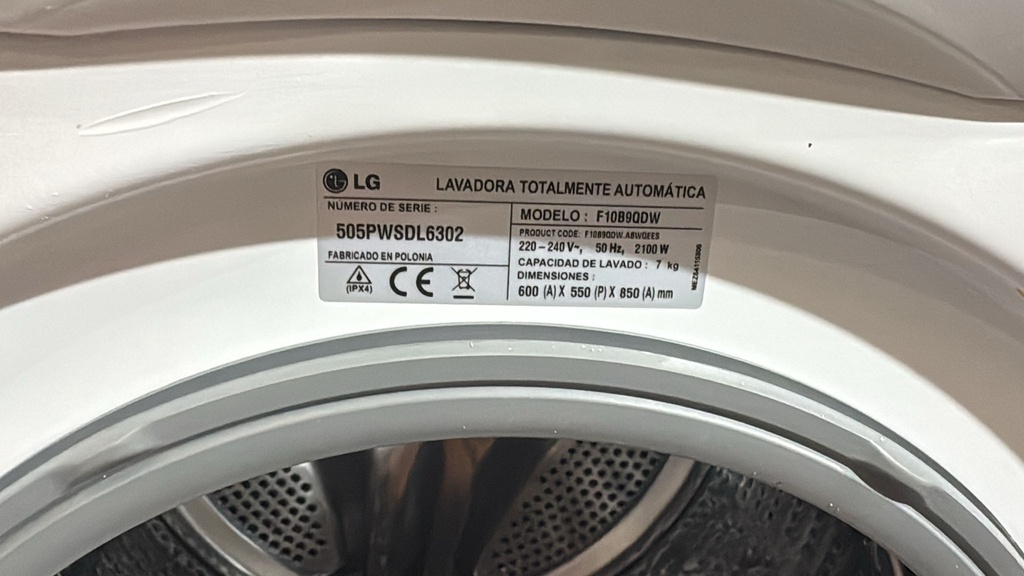 LG LAVADORA TOTALMENTE AUTOMÁTICA
NÚMERO DE SERIE :
505PWSDL6302
FABRICADO EN POLONIA
(IPX4) CE
MODELO : F10B9QDW
PRODUCT CODE: F10B9QDW.ABWQEES
220-240 V~, 50 Hz, 2100 W
CAPACIDAD DE LAVADO : 7 kg
DIMENSIONES :
600 (A) X 550 (P) X 850 (A) mm